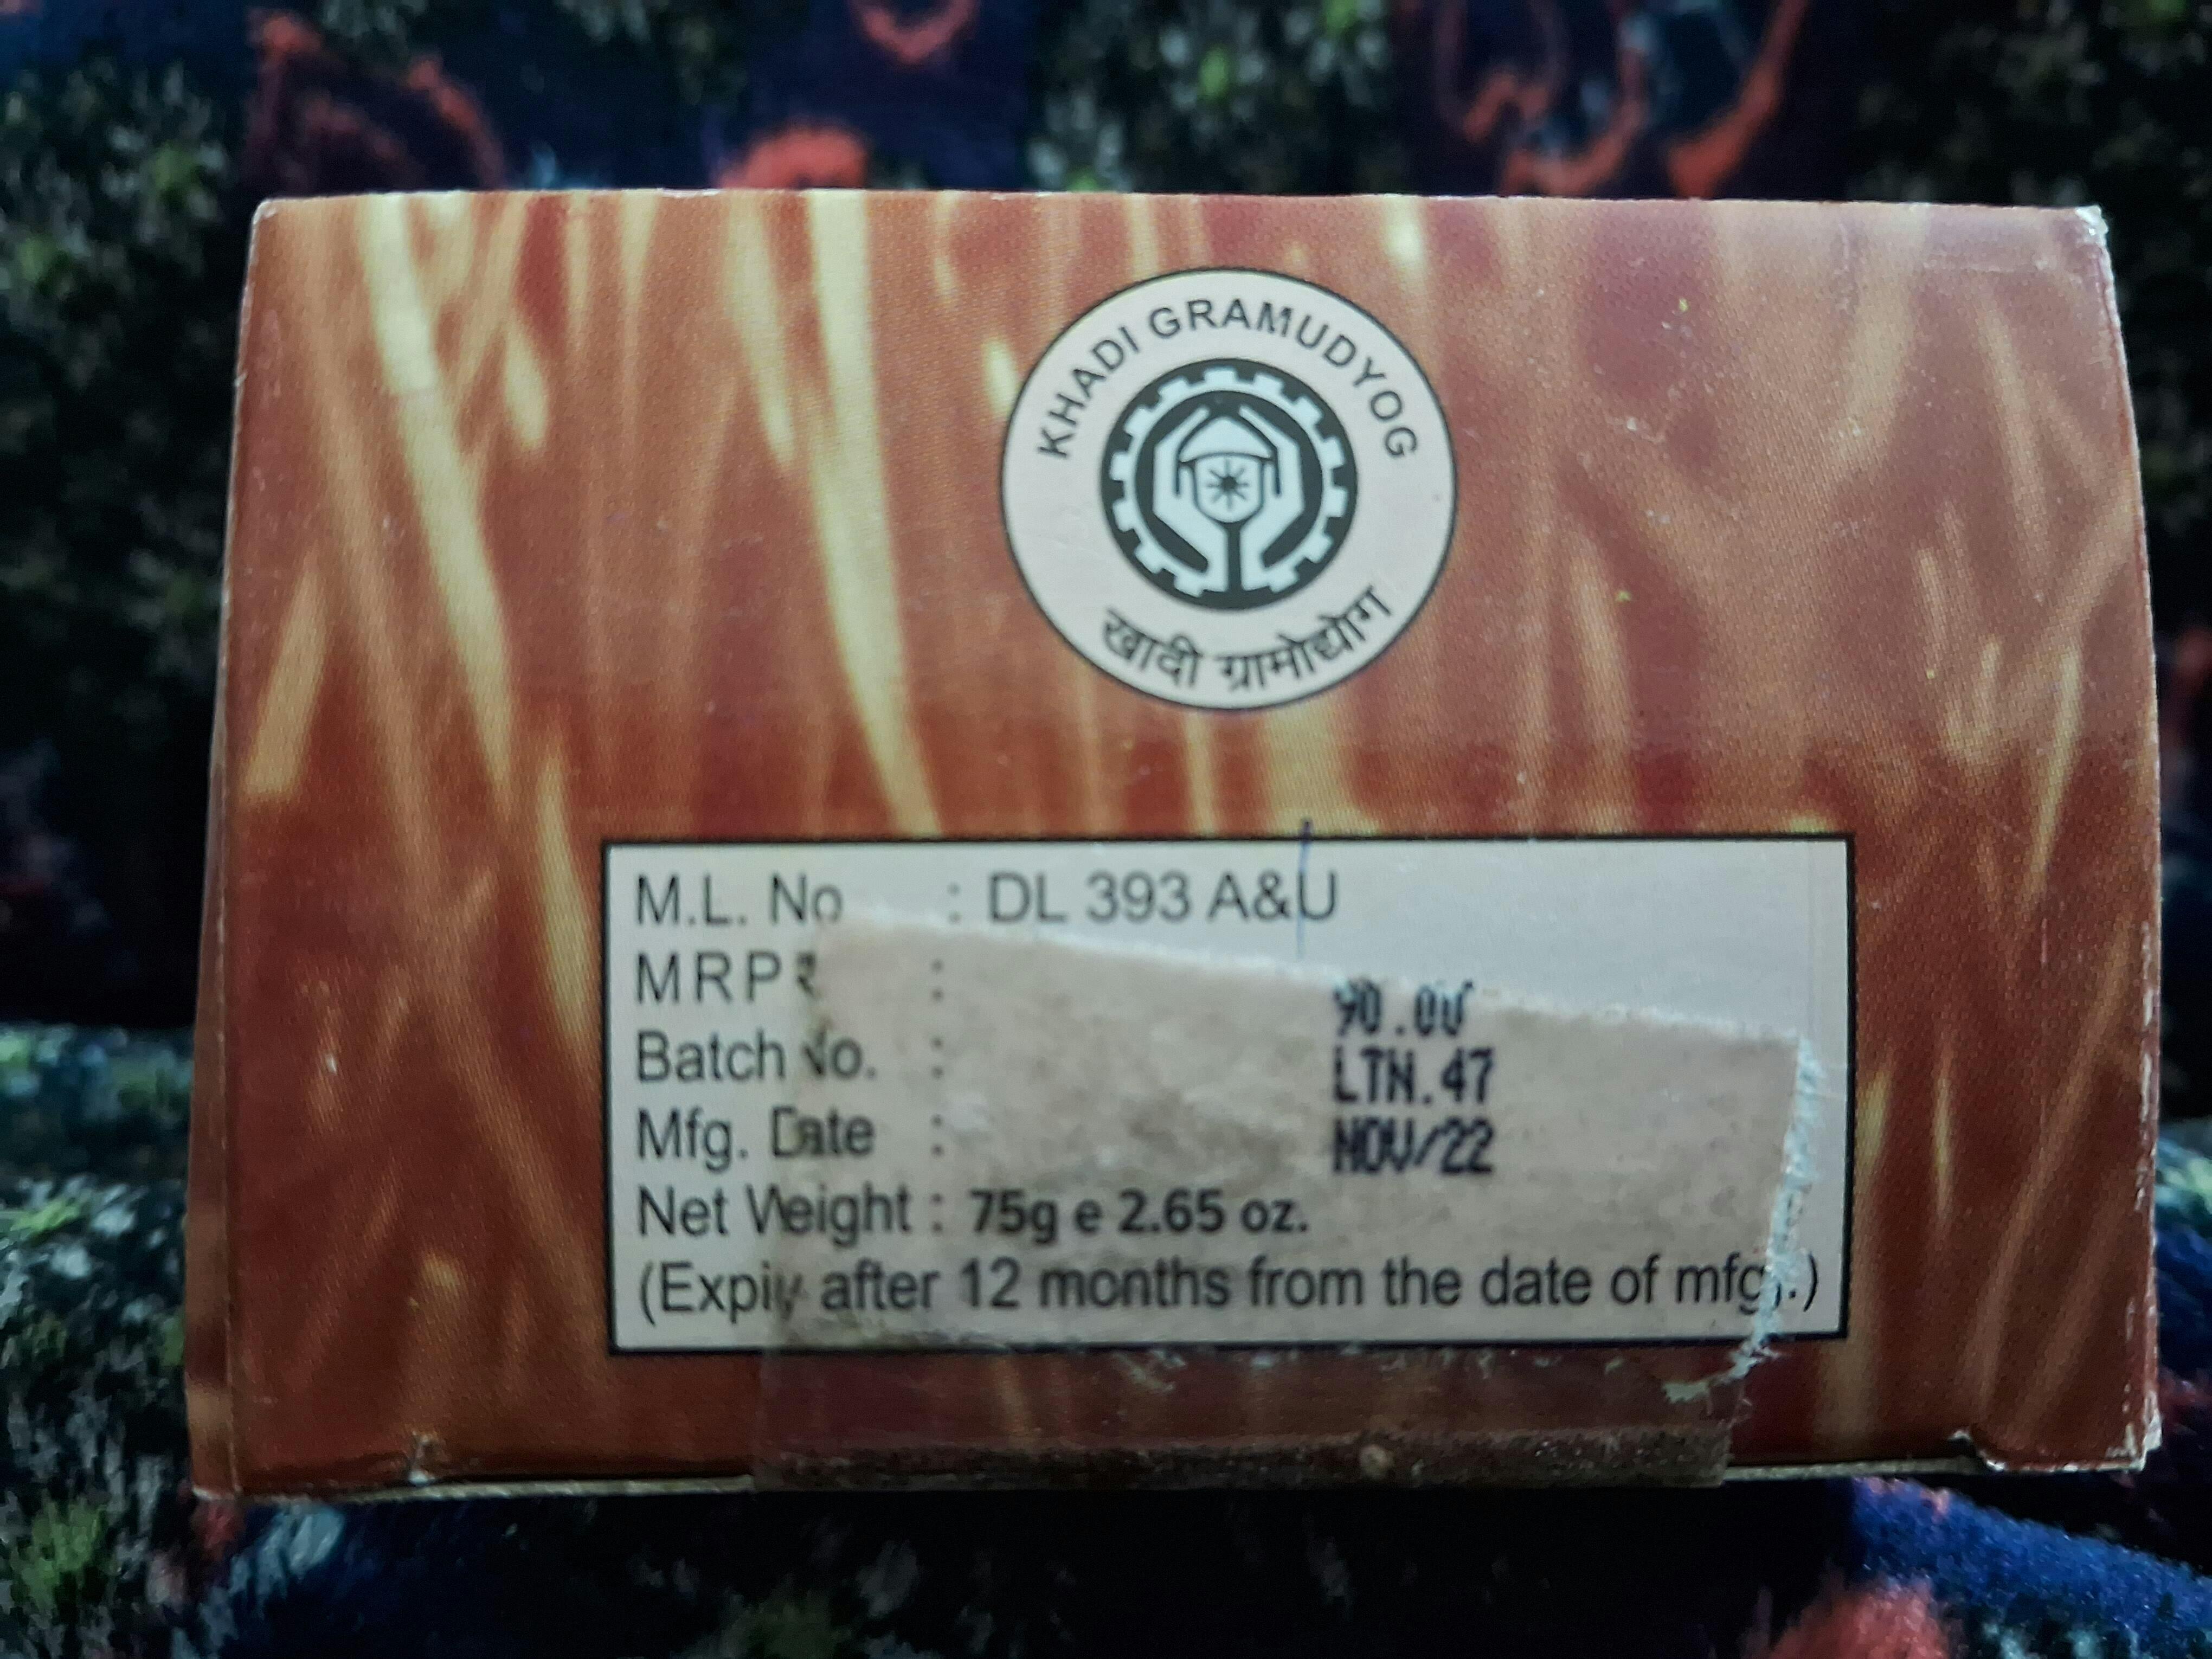 KHADI GRAMUDYOG
खादी ग्रामोद्योग
M.L. No : DL 393 A&U
MRP ₹ : 90.00
Batch No. : LTN.47
Mfg. Date : NOV/22
Net Weight : 75g e 2.65 oz.
(Expiy after 12 months from the date of mfg.)